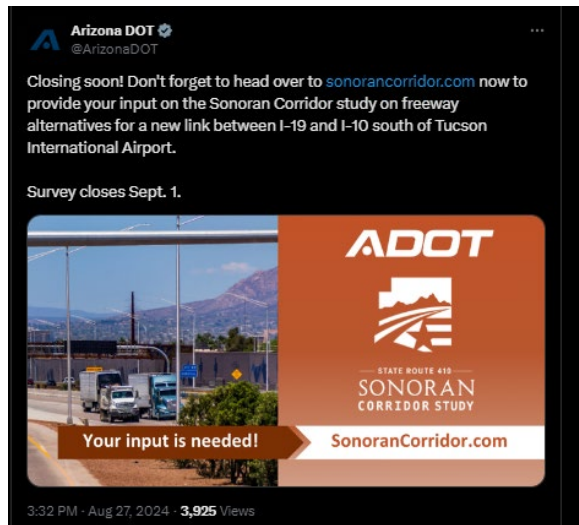 Arizona DOT
@ArizonaDOT
Closing soon! Don't forget to head over to sonorancorridor.com now to
provide your input on the Sonoran Corridor study on freeway
alternatives for a new link between I-19 and I-10 south of Tucson
International Airport.
Survey closes Sept. 1.
ADOT
STATE ROUTE 410
SONORAN
CORRIDOR STUDY
Your input is needed!
SonoranCorridor.com
3:32 PM · Aug 27, 2024 · 3,925 Views